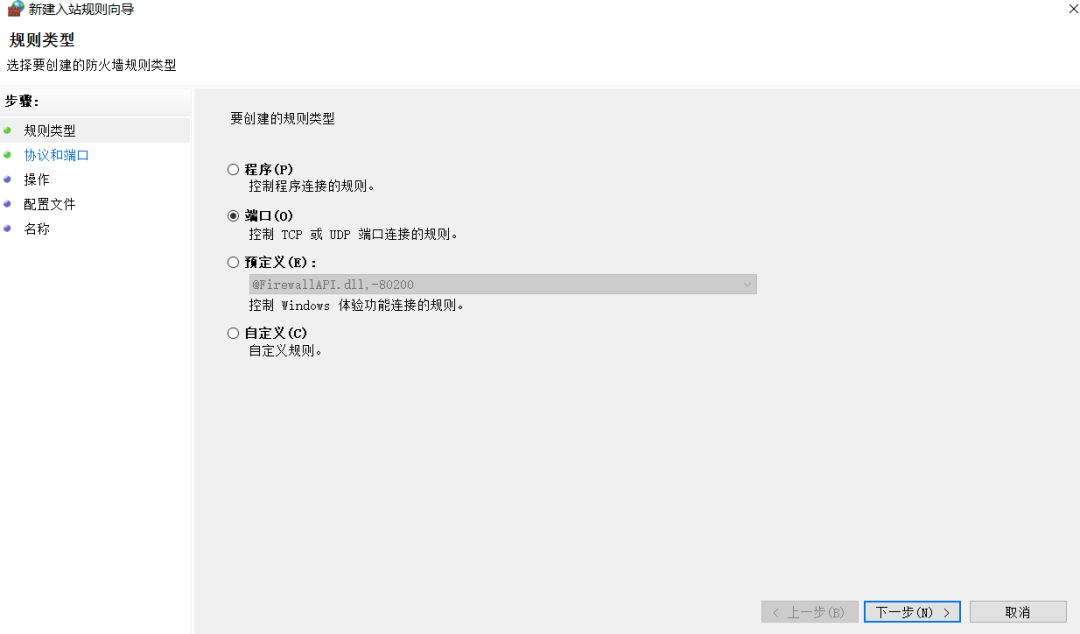 新建入站规则向导
规则类型
选择要创建的防火墙规则类型
步骤:
规则类型
协议和端口
操作
配置文件
名称
要创建的规则类型
程序(P)
控制程序连接的规则。
端口(O)
控制 TCP 或 UDP 端口连接的规则。
预定义(E):
@FirewallAPI.dll,-80200
控制 Windows 体验功能连接的规则。
自定义(C)
自定义规则。
< 上一步(B)
下一步(N) >
取消